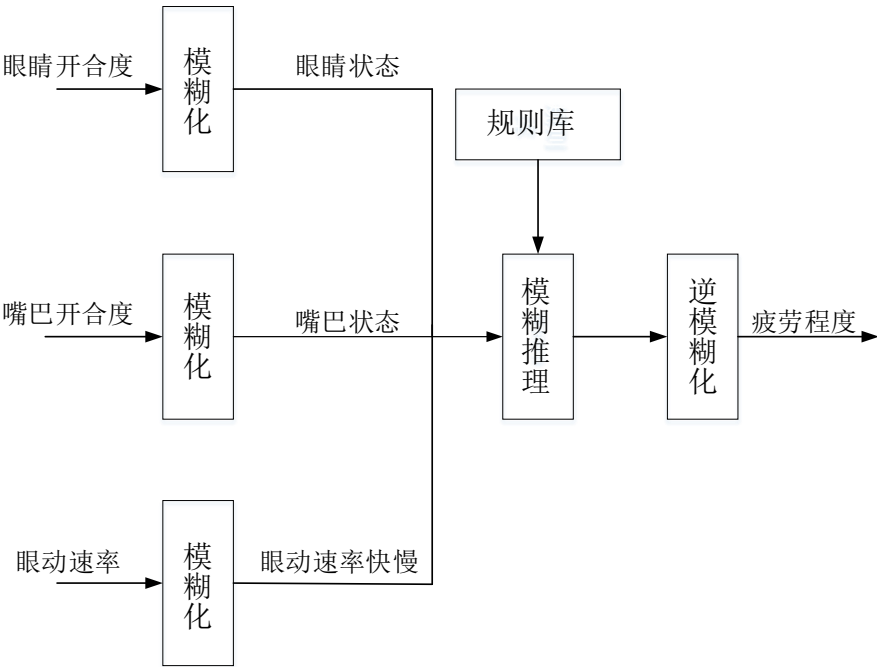 眼睛开合度
模糊化
眼睛状态
规则库
嘴巴开合度
模糊化
嘴巴状态
模糊推理
逆模糊化
疲劳程度
眼动速率
模糊化
眼动速率快慢